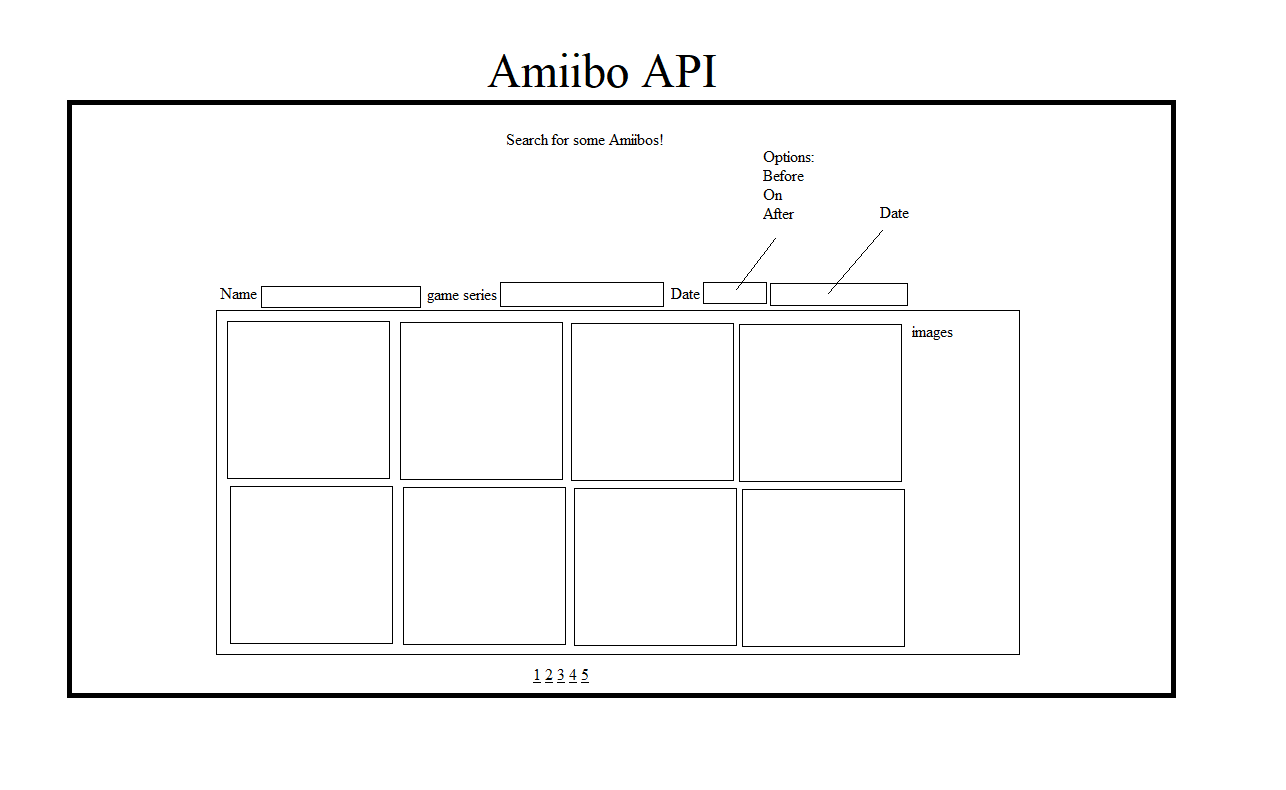 Amiibo API
Search for some Amiibos!
Options:
Before
On
After
Date
Name
game series
Date
images
1 2 3 4 5